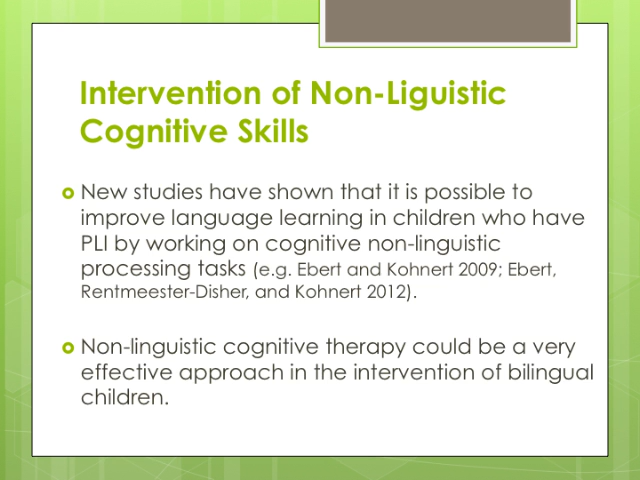 Intervention of Non-Liguistic
Cognitive Skills
New studies have shown that it is possible to
improve language learning in children who have
PLI by working on cognitive non-linguistic
processing tasks (e.g. Ebert and Kohnert 2009; Ebert,
Rentmeester-Disher, and Kohnert 2012).
Non-linguistic cognitive therapy could be a very
effective approach in the intervention of bilingual
children.